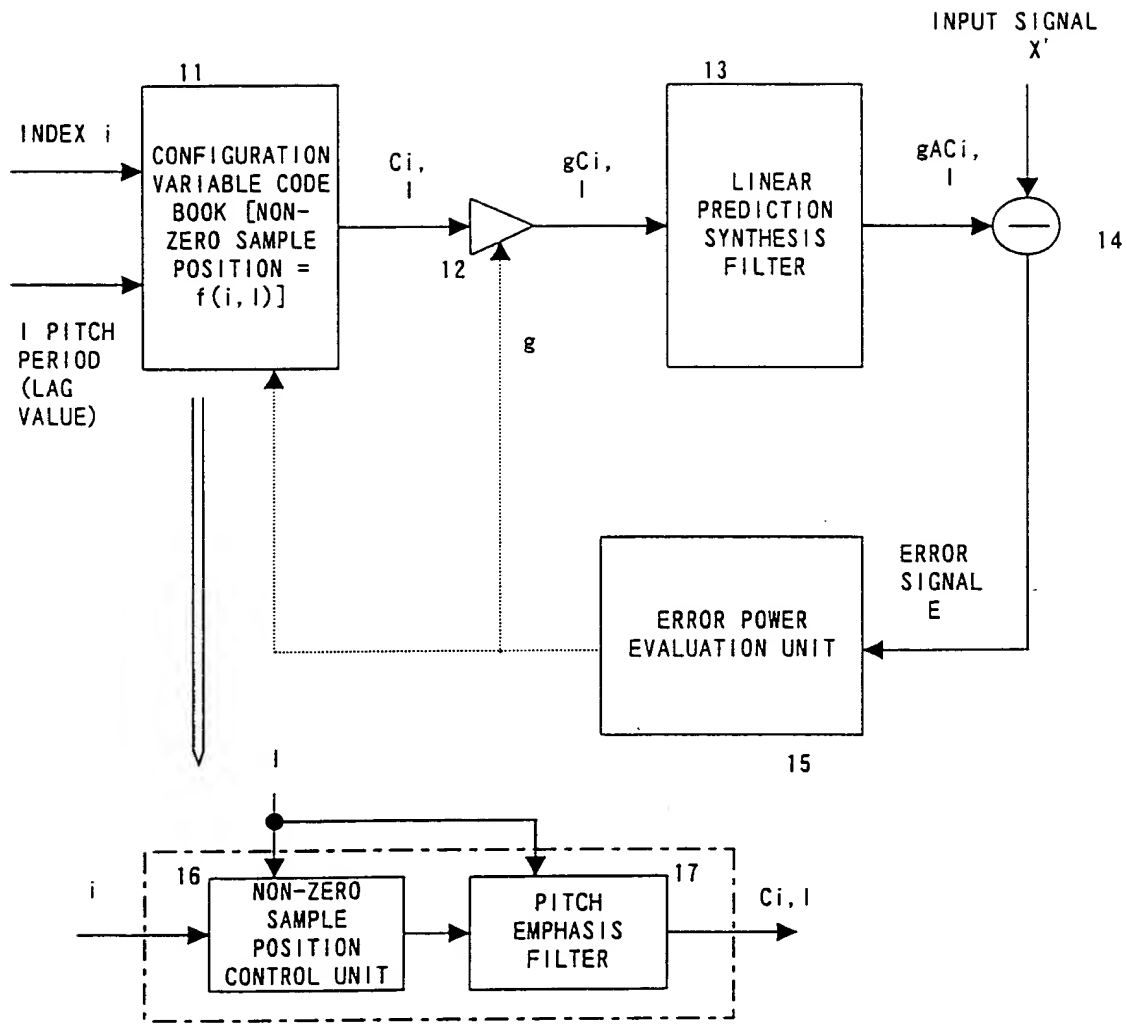 INPUT SIGNAL
X'
11
13
INDEX i
CONFIGURATION
VARIABLE CODE
BOOK [NON-
ZERO SAMPLE
POSITION =
f(i,l)]
Ci,
l
gCi,
l
LINEAR
PREDICTION
SYNTHESIS
FILTER
gACi,
l
14
12
l PITCH
PERIOD
(LAG
VALUE)
g
ERROR
SIGNAL
E
ERROR POWER
EVALUATION UNIT
15
l
i
16
NON-ZERO
SAMPLE
POSITION
CONTROL UNIT
17
PITCH
EMPHASIS
FILTER
Ci,l